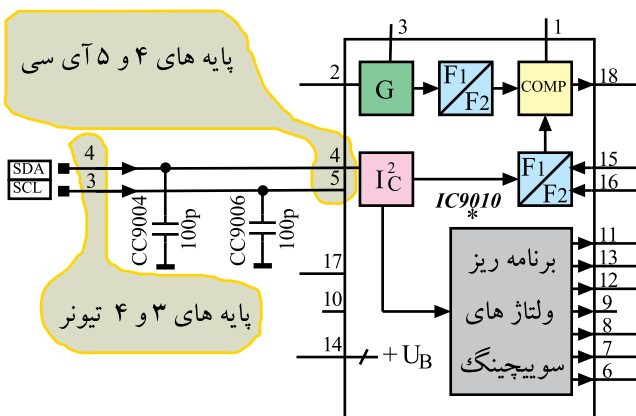 3
1
پایه های ۴ و ۵ آی سی
2
G
F1
F2
COMP
18
SDA
4
4
SCL
3
5
I²C
F1
F2
15
16
IC9010
*
CC9004
100p
CC9006
100p
17
10
14
+ U_B
پایه های ۳ و ۴ تیونر
برنامه ریز
ولتاژ های
سوییچینگ
11
13
12
9
8
7
6